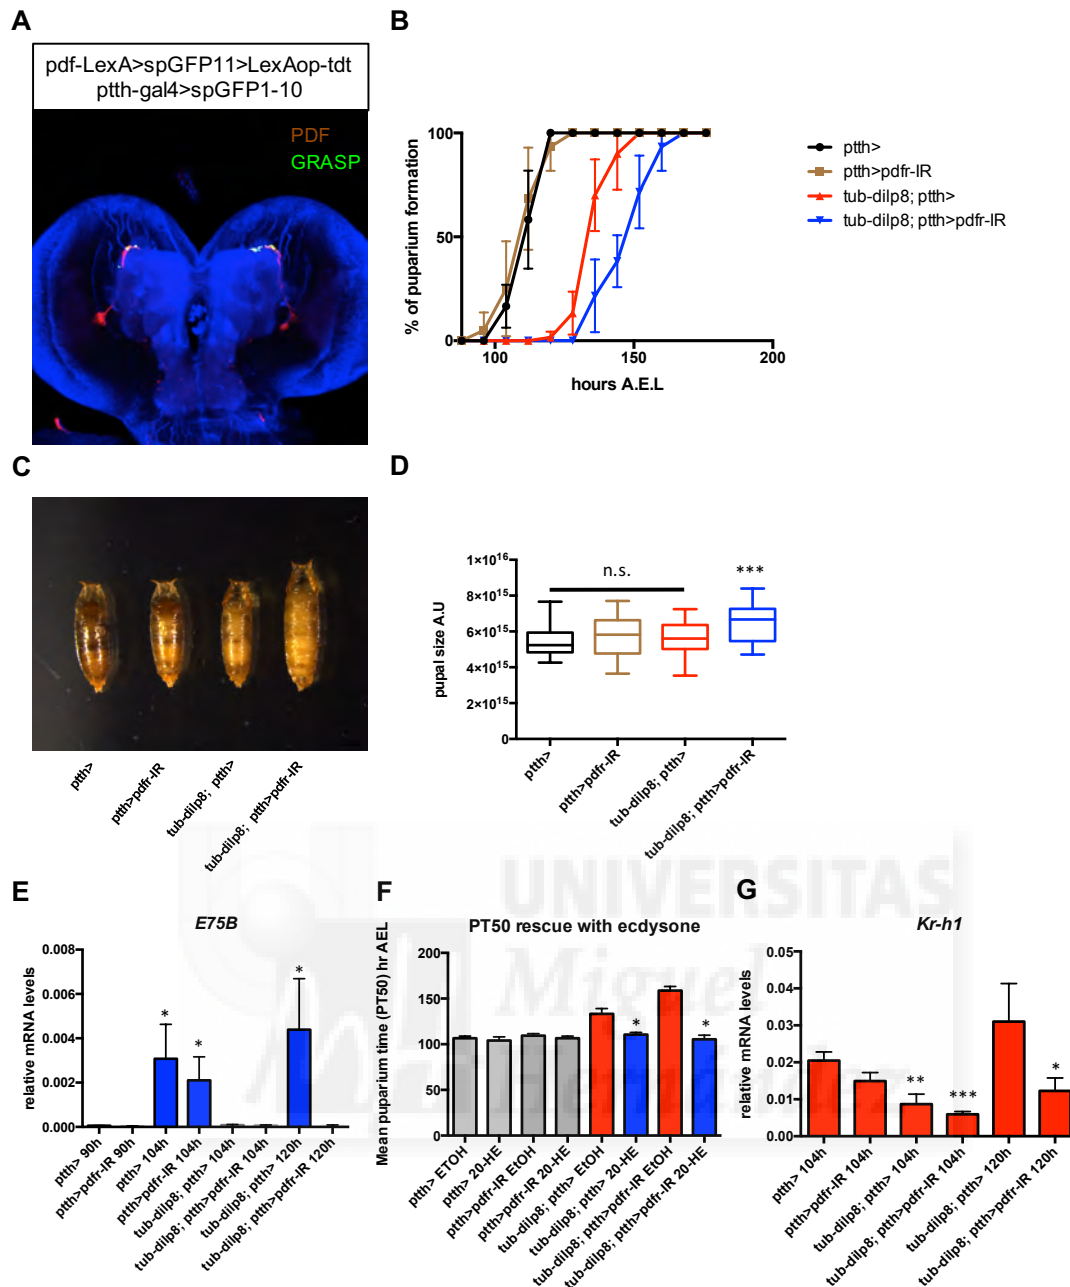 A
pdf-LexA>spGFP11>LexAop-tdt
ptth-gal4>spGFP1-10
PDF
GRASP
B
% of puparium formation
100
50
0
100
150
200
hours A.E.L
ptth>
ptth>pdfr-IR
tub-dilp8; ptth>
tub-dilp8; ptth>pdfr-IR
C
ptth>
ptth>pdfr-IR
tub-dilp8; ptth>
tub-dilp8; ptth>pdfr-IR
D
pupal size A.U
1×10¹⁶
8×10¹⁵
6×10¹⁵
4×10¹⁵
2×10¹⁵
0
n.s.
***
ptth>
ptth>pdfr-IR
tub-dilp8; ptth>
tub-dilp8; ptth>pdfr-IR
UNIVERSITAS
Miguel
Hernández
E
E75B
relative mRNA levels
0.008
0.006
0.004
0.002
0.000
*
*
*
ptth> 90h
ptth>pdfr-IR 90h
ptth> 104h
ptth>pdfr-IR 104h
tub-dilp8; ptth> 104h
tub-dilp8; ptth>pdfr-IR 104h
tub-dilp8; ptth> 120h
tub-dilp8; ptth>pdfr-IR 120h
F
PT50 rescue with ecdysone
Mean puparium time (PT50) hr AEL
200
150
100
50
0
*
*
ptth> ETOH
ptth> 20-HE
ptth>pdfr-IR EtOH
ptth>pdfr-IR 20-HE
tub-dilp8; ptth> EtOH
tub-dilp8; ptth> 20-HE
tub-dilp8; ptth>pdfr-IR EtOH
tub-dilp8; ptth>pdfr-IR 20-HE
G
Kr-h1
relative mRNA levels
0.05
0.04
0.03
0.02
0.01
0.00
**
***
*
ptth> 104h
ptth>pdfr-IR 104h
tub-dilp8; ptth> 104h
tub-dilp8; ptth>pdfr-IR 104h
tub-dilp8; ptth> 120h
tub-dilp8; ptth>pdfr-IR 120h